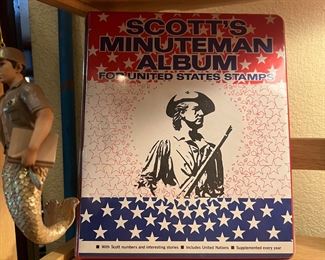 SCOTT'S
MINUTEMAN
ALBUM
FOR UNITED STATES STAMPS
■ With Scott numbers and interesting stories ■ Includes United Nations ■ Supplemented every year